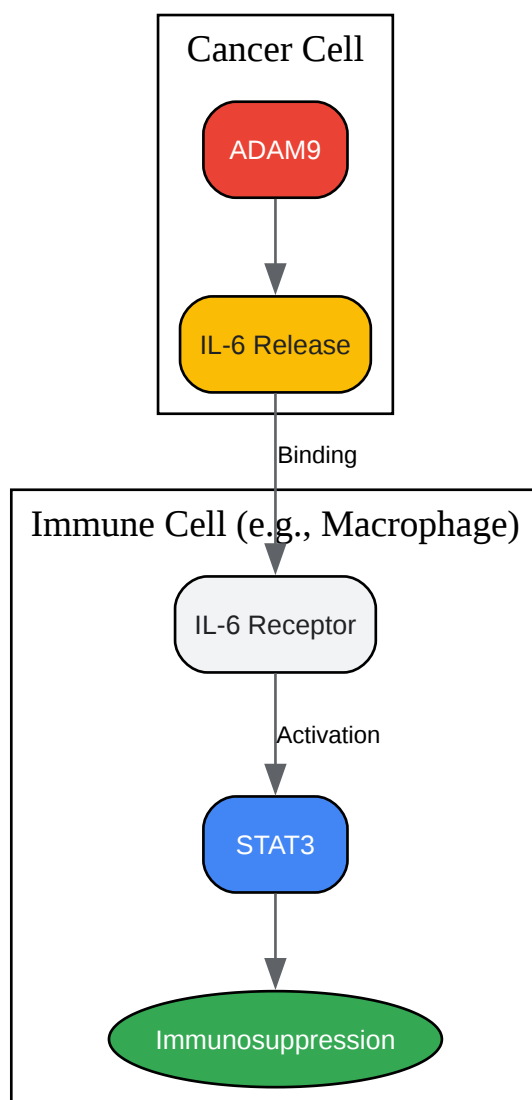 Cancer Cell
ADAM9
IL-6 Release
Binding
Immune Cell (e.g., Macrophage)
IL-6 Receptor
Activation
STAT3
Immunosuppression